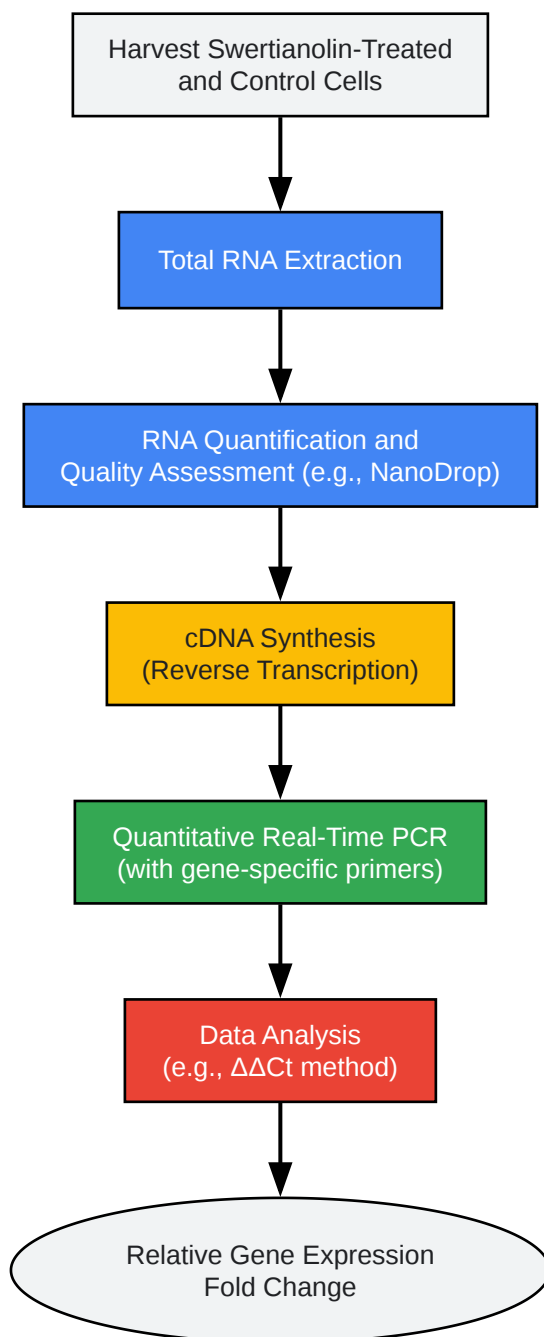 Harvest Swertianolin-Treated
and Control Cells
Total RNA Extraction
RNA Quantification and
Quality Assessment (e.g., NanoDrop)
cDNA Synthesis
(Reverse Transcription)
Quantitative Real-Time PCR
(with gene-specific primers)
Data Analysis
(e.g., ΔΔCt method)
Relative Gene Expression
Fold Change